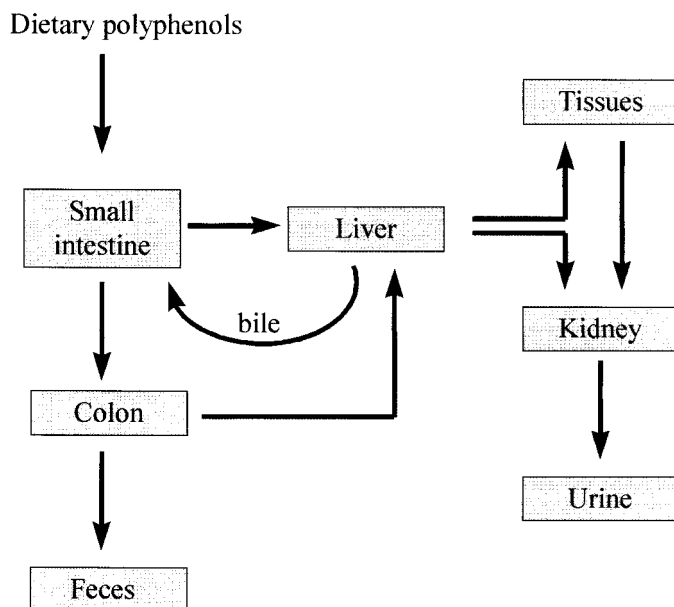 Dietary polyphenols
Tissues
Small
intestine
Liver
bile
Kidney
Colon
Urine
Feces